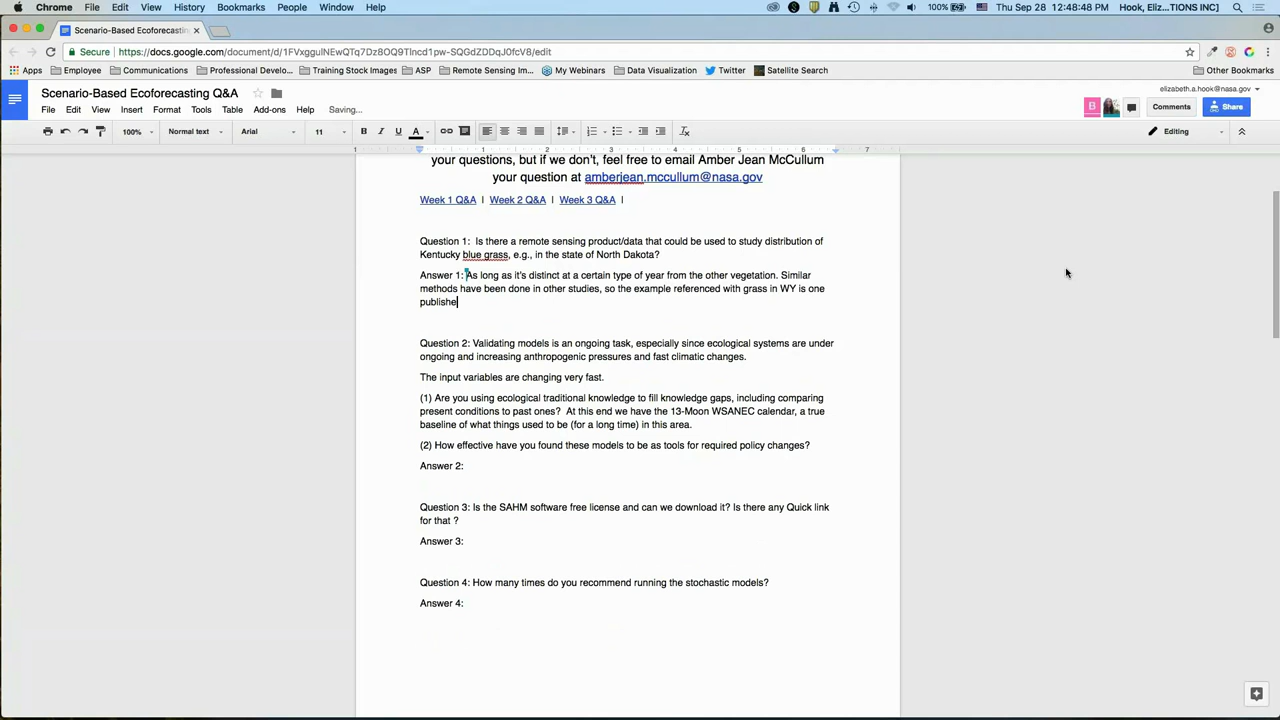 Chrome File Edit View History Bookmarks People Window Help 100% Thu Sep 28 12:48:48 PM Hook, Eliz...TIONS INC]
Scenario-Based Ecoforecastin
Secure https://docs.google.com/document/d/1FVxggulNEwQTq7Dz8OQ9Tlncd1pw-SQGdZDDqJ0fcV8/edit
Apps Employee Communications Professional Develo... Training Stock Images ASP Remote Sensing Imag... My Webinars Data Visualization Twitter Satellite Search Other Bookmarks
Scenario-Based Ecoforecasting Q&A
elizabeth.a.hook@nasa.gov
File Edit View Insert Format Tools Table Add-ons Help Saving...
B Comments Share
100% Normal text Arial 11 B I U A Editing
1 1 2 3 4 5 6 7
your questions, but if we don't, feel free to email Amber Jean McCullum
your question at amberjean.mccullum@nasa.gov
Week 1 Q&A | Week 2 Q&A | Week 3 Q&A |
Question 1: Is there a remote sensing product/data that could be used to study distribution of
Kentucky blue grass, e.g., in the state of North Dakota?
Answer 1: As long as it's distinct at a certain type of year from the other vegetation. Similar
methods have been done in other studies, so the example referenced with grass in WY is one
publishe
Question 2: Validating models is an ongoing task, especially since ecological systems are under
ongoing and increasing anthropogenic pressures and fast climatic changes.
The input variables are changing very fast.
(1) Are you using ecological traditional knowledge to fill knowledge gaps, including comparing
present conditions to past ones? At this end we have the 13-Moon WSANEC calendar, a true
baseline of what things used to be (for a long time) in this area.
(2) How effective have you found these models to be as tools for required policy changes?
Answer 2:
Question 3: Is the SAHM software free license and can we download it? Is there any Quick link
for that ?
Answer 3:
Question 4: How many times do you recommend running the stochastic models?
Answer 4: